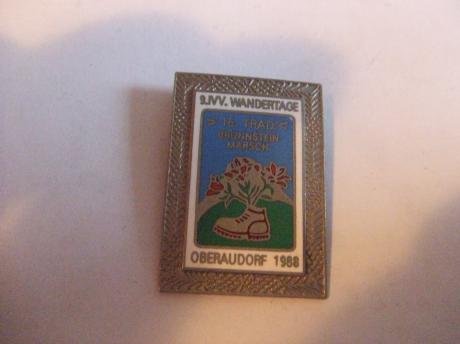 9.IVV. WANDERTAGE
> 16. TRAD. <
BRÜNNSTEIN
MARSCH
OBERAUDORF 1988